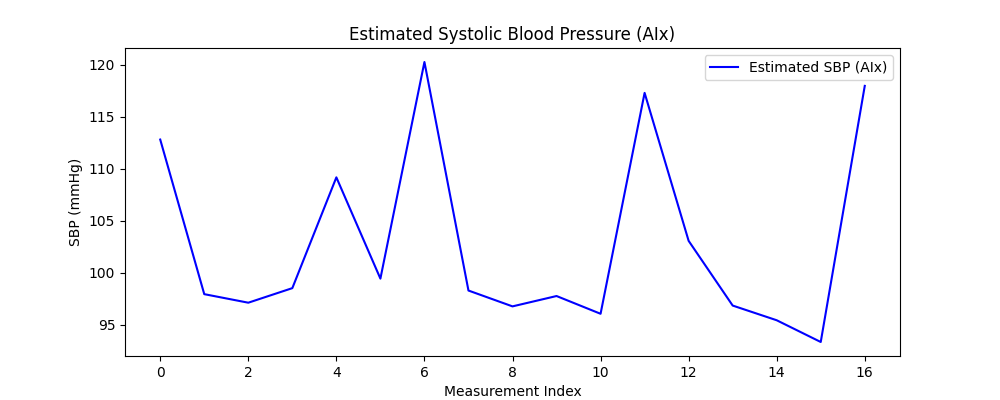 Estimated Systolic Blood Pressure (AIx)
Estimated SBP (AIx)
SBP (mmHg)
120
115
110
105
100
95
0 2 4 6 8 10 12 14 16
Measurement Index